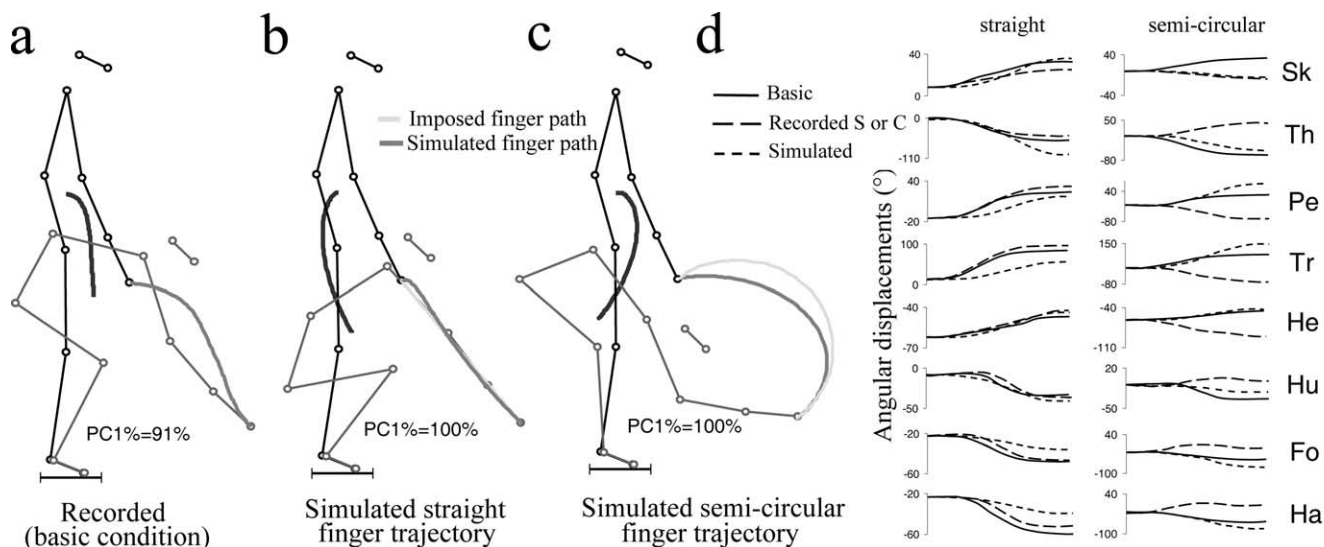 a
b
c
d
Imposed finger path
Simulated finger path
Basic
Recorded S or C
Simulated
PC1%=91%
PC1%=100%
PC1%=100%
Recorded
(basic condition)
Simulated straight
finger trajectory
Simulated semi-circular
finger trajectory
straight
semi-circular
Angular displacements (°)
40
0
40
-40
Sk
0
-110
50
-80
Th
40
-20
40
-80
Pe
100
0
150
-80
Tr
-40
-70
-40
-110
He
0
-50
20
-80
Hu
-20
-60
40
-100
Fo
-20
-60
40
-100
Ha